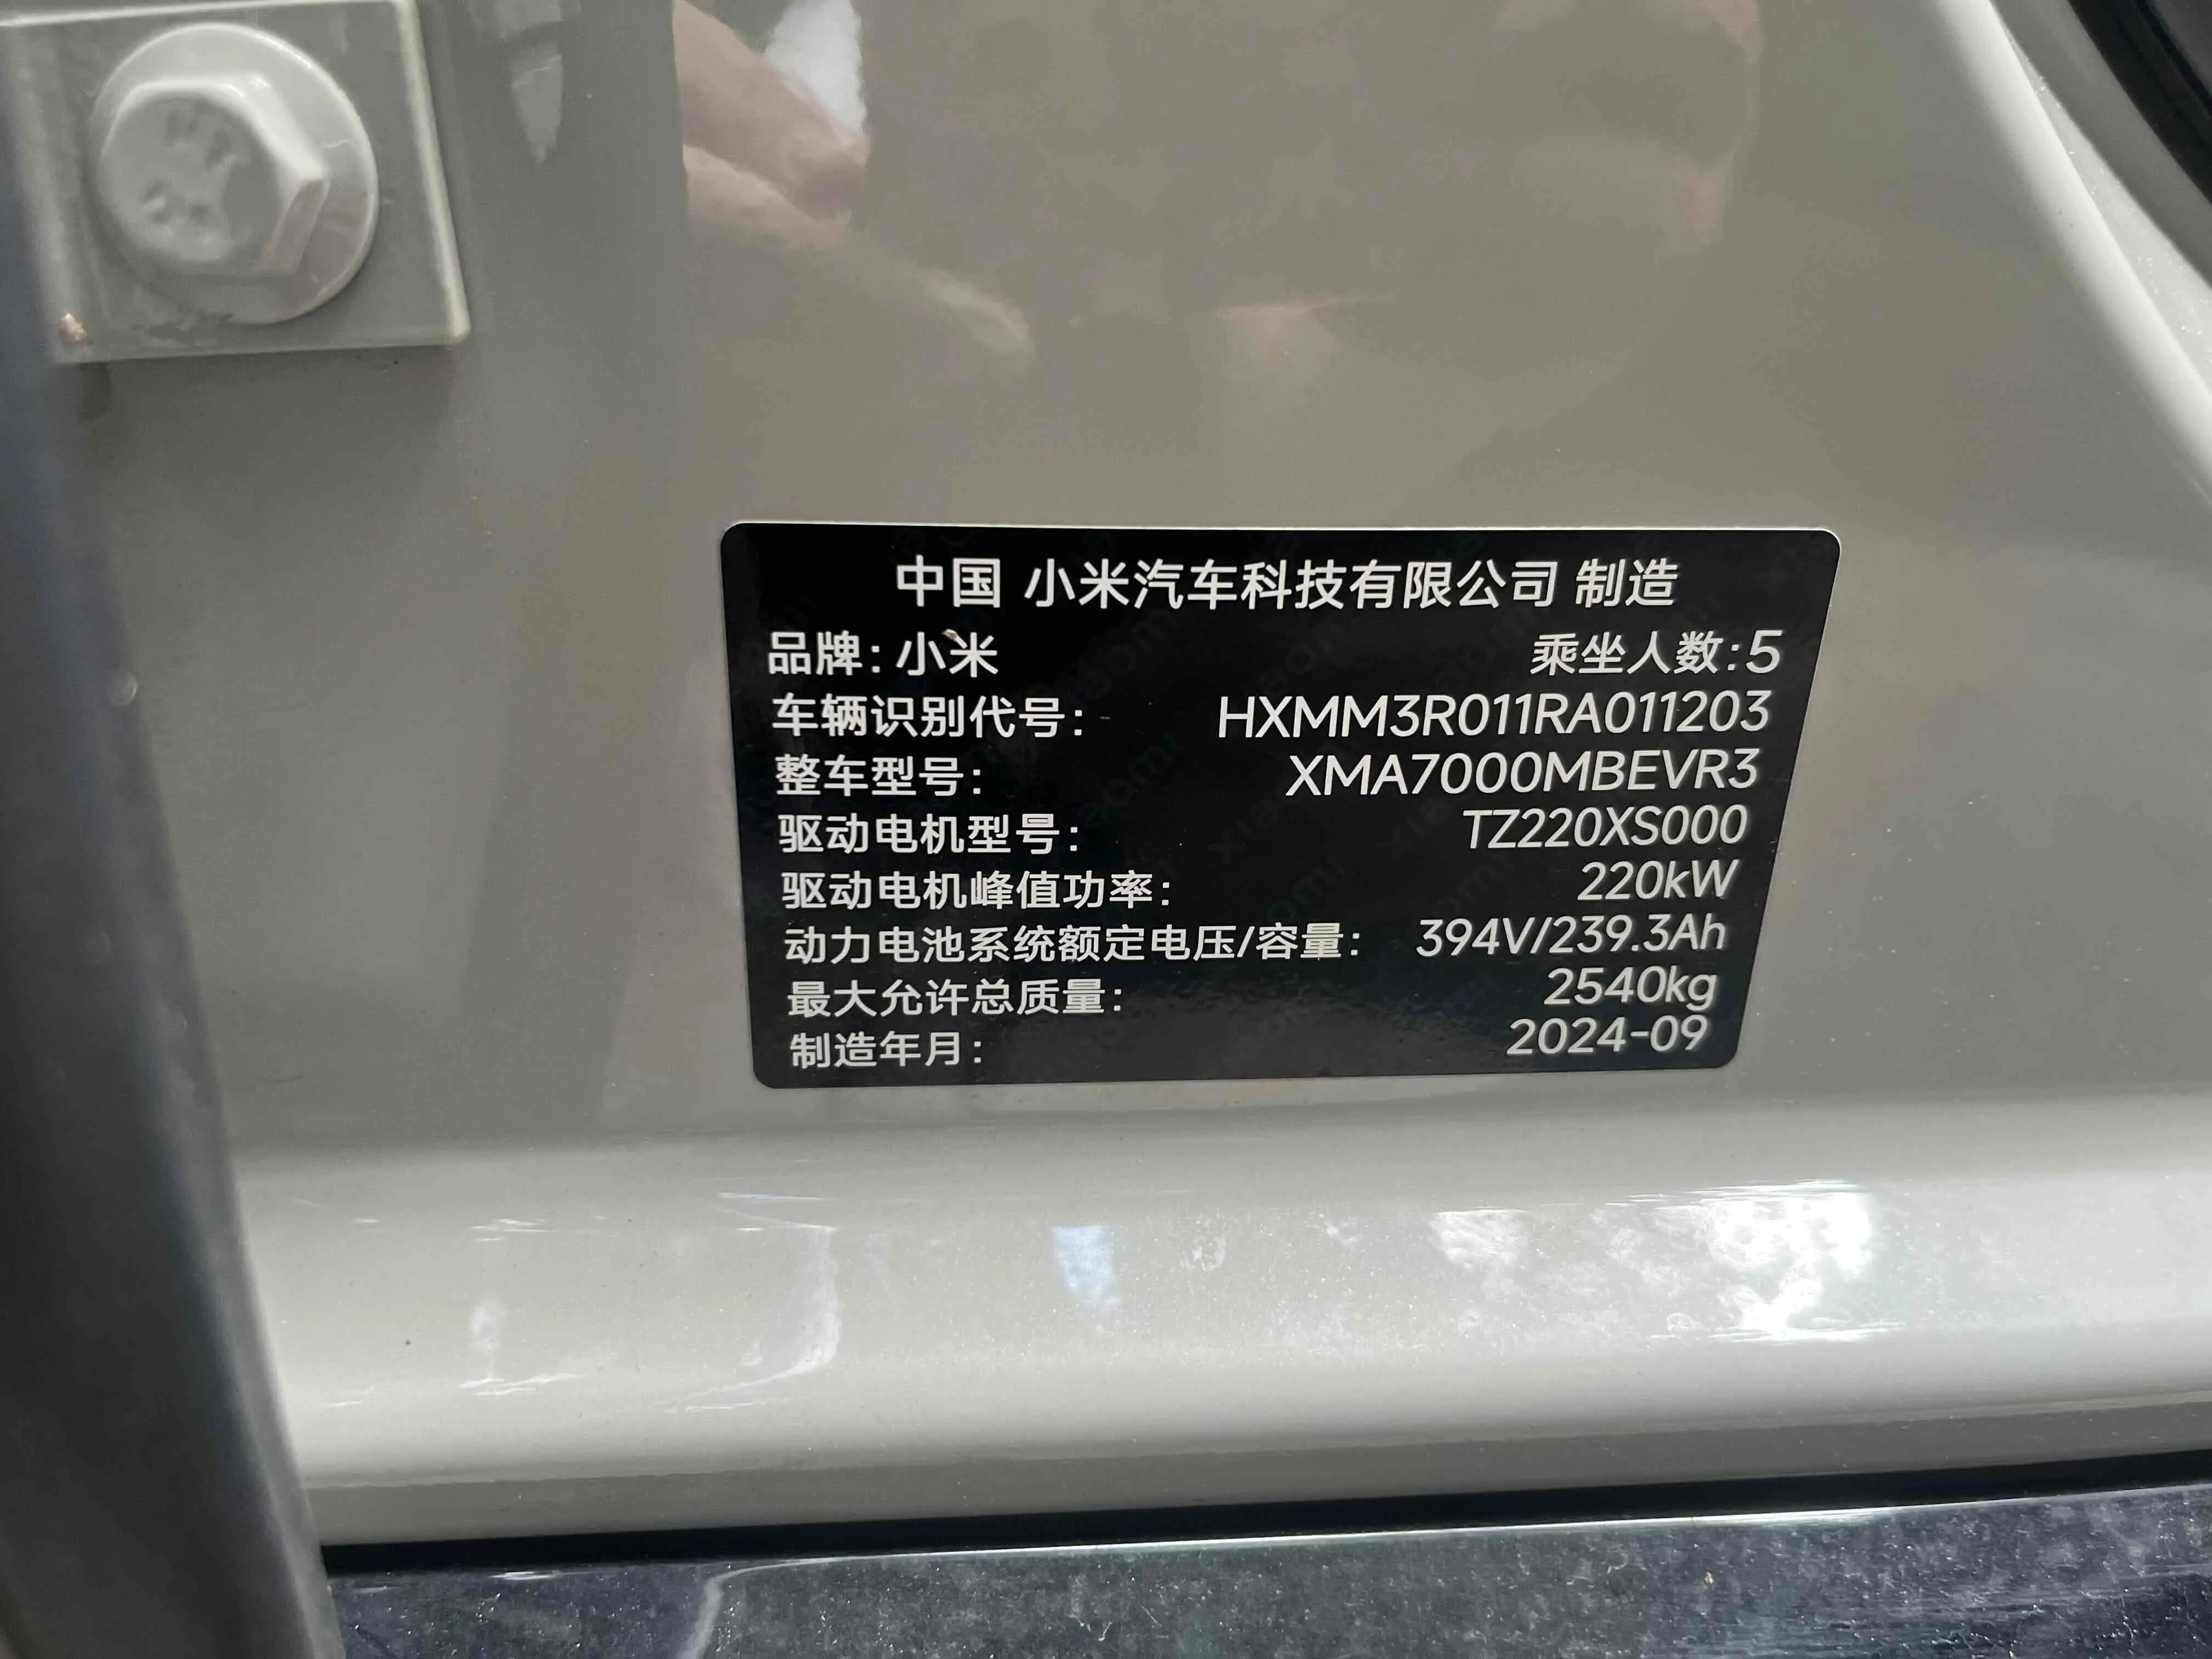 中国 小米汽车科技有限公司 制造
品牌:小米 乘坐人数:5
车辆识别代号: HXMM3R011RA011203
整车型号: XMA7000MBEVR3
驱动电机型号: TZ220XS000
驱动电机峰值功率: 220kW
动力电池系统额定电压/容量: 394V/239.3Ah
最大允许总质量: 2540kg
制造年月: 2024-09